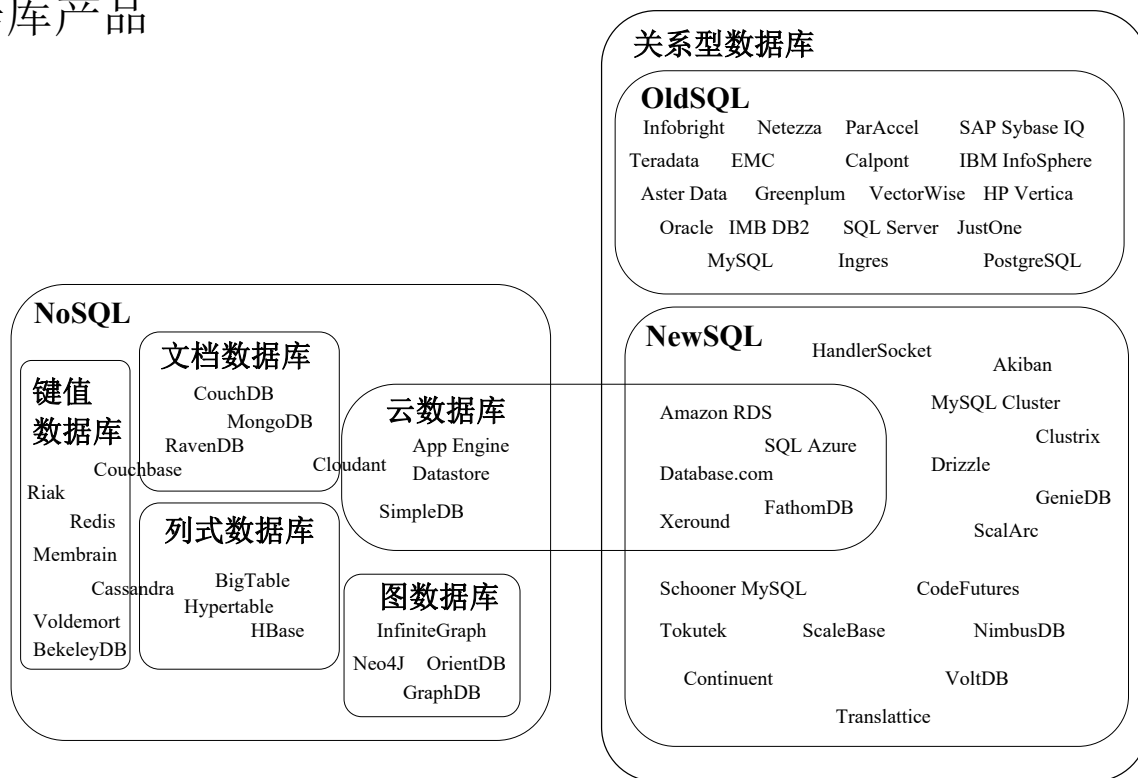 库产品
关系型数据库
OldSQL
Infobright Netezza ParAccel SAP Sybase IQ
Teradata EMC Calpont IBM InfoSphere
Aster Data Greenplum VectorWise HP Vertica
Oracle IMB DB2 SQL Server JustOne
MySQL Ingres PostgreSQL
NoSQL
键值
数据库
Riak
Redis
Membrain
Voldemort
BekeleyDB
Couchbase
Cassandra
文档数据库
CouchDB
MongoDB
RavenDB
Cloudant
列式数据库
BigTable
Hypertable
HBase
云数据库
App Engine
Datastore
SimpleDB
图数据库
InfiniteGraph
Neo4J OrientDB
GraphDB
NewSQL
HandlerSocket
Akiban
Amazon RDS
SQL Azure
Database.com
FathomDB
Xeround
MySQL Cluster
Clustrix
Drizzle
GenieDB
ScalArc
Schooner MySQL CodeFutures
Tokutek ScaleBase NimbusDB
Continuent VoltDB
Translattice